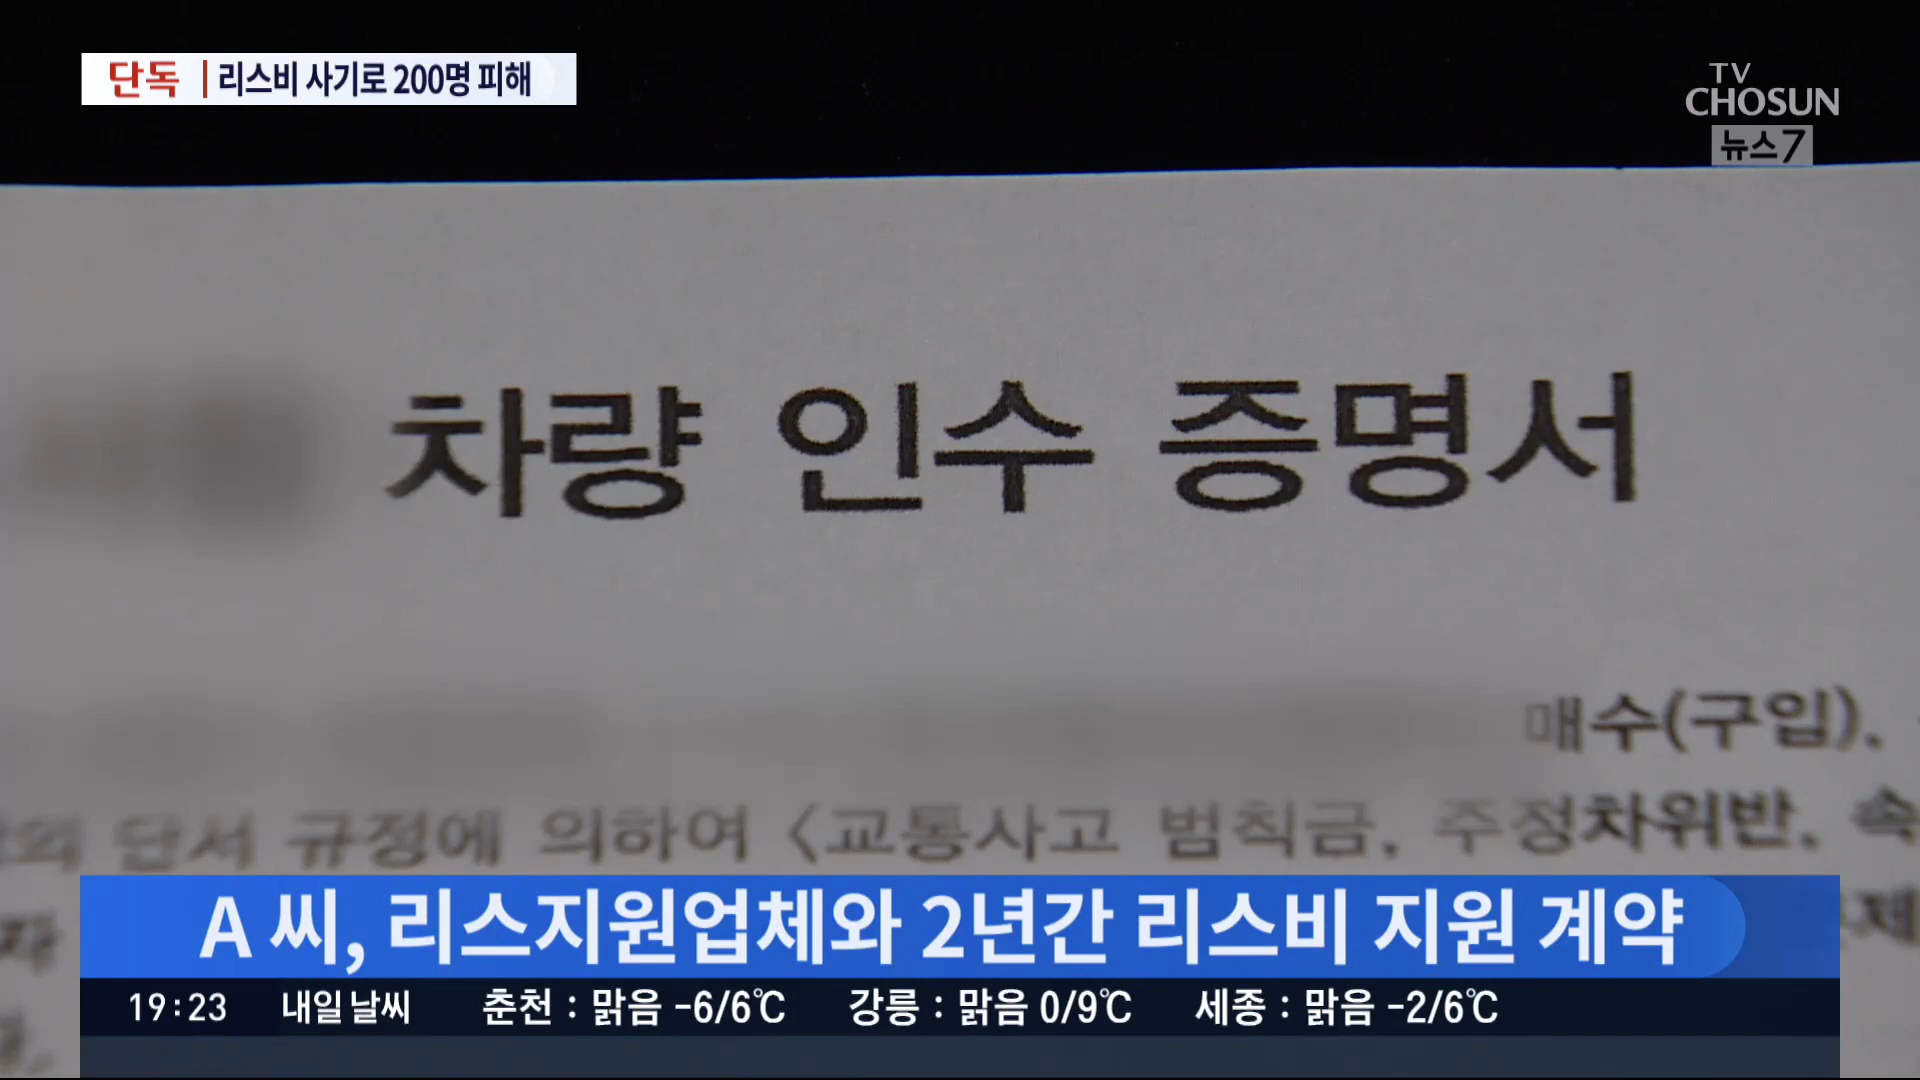 단독 | 리스비 사기로 200명 피해
TV
CHOSUN
뉴스7
차량 인수 증명서
매수(구입),
단서 규정에 의하여 <교통사고 범칙금, 주정차위반, 속
A 씨, 리스지원업체와 2년간 리스비 지원 계약
19:23 내일 날씨 춘천 : 맑음 -6/6℃ 강릉 : 맑음 0/9℃ 세종 : 맑음 -2/6℃